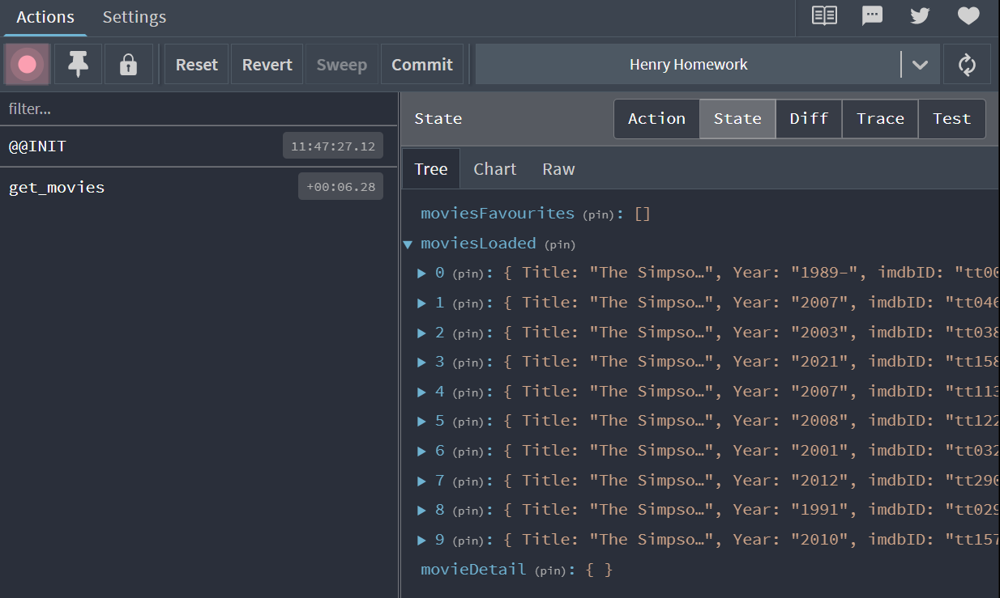 Actions Settings
Reset Revert Sweep Commit Henry Homework
filter...
@@INIT 11:47:27.12
get_movies +00:06.28
State Action State Diff Trace Test
Tree Chart Raw
moviesFavourites (pin): []
moviesLoaded (pin)
0 (pin): { Title: "The Simpso…", Year: "1989–", imdbID: "tt00
1 (pin): { Title: "The Simpso…", Year: "2007", imdbID: "tt046
2 (pin): { Title: "The Simpso…", Year: "2003", imdbID: "tt038
3 (pin): { Title: "The Simpso…", Year: "2021", imdbID: "tt158
4 (pin): { Title: "The Simpso…", Year: "2007", imdbID: "tt113
5 (pin): { Title: "The Simpso…", Year: "2008", imdbID: "tt122
6 (pin): { Title: "The Simpso…", Year: "2001", imdbID: "tt032
7 (pin): { Title: "The Simpso…", Year: "2012", imdbID: "tt290
8 (pin): { Title: "The Simpso…", Year: "1991", imdbID: "tt029
9 (pin): { Title: "The Simpso…", Year: "2010", imdbID: "tt157
movieDetail (pin): { }